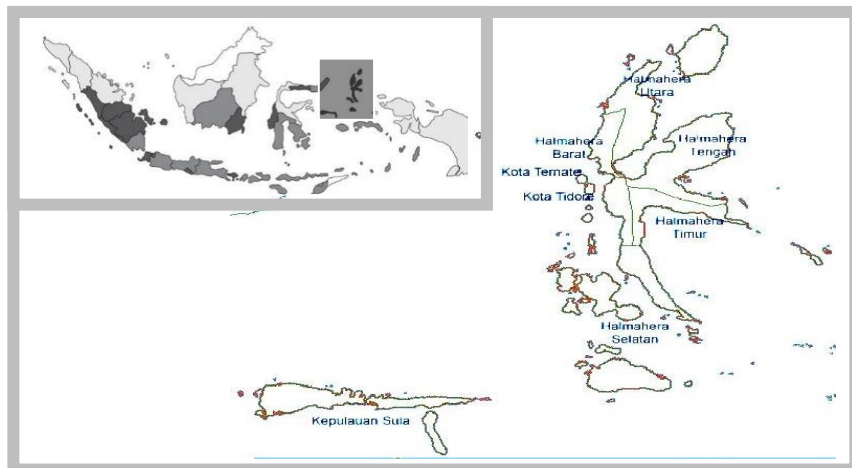 Halmahera
Utara
Halmahera
Barat
Halmahera
Tengah
Kota Ternate
Kota Tidore
Halmahera
Timur
Halmahera
Selatan
Kepulauan Sula